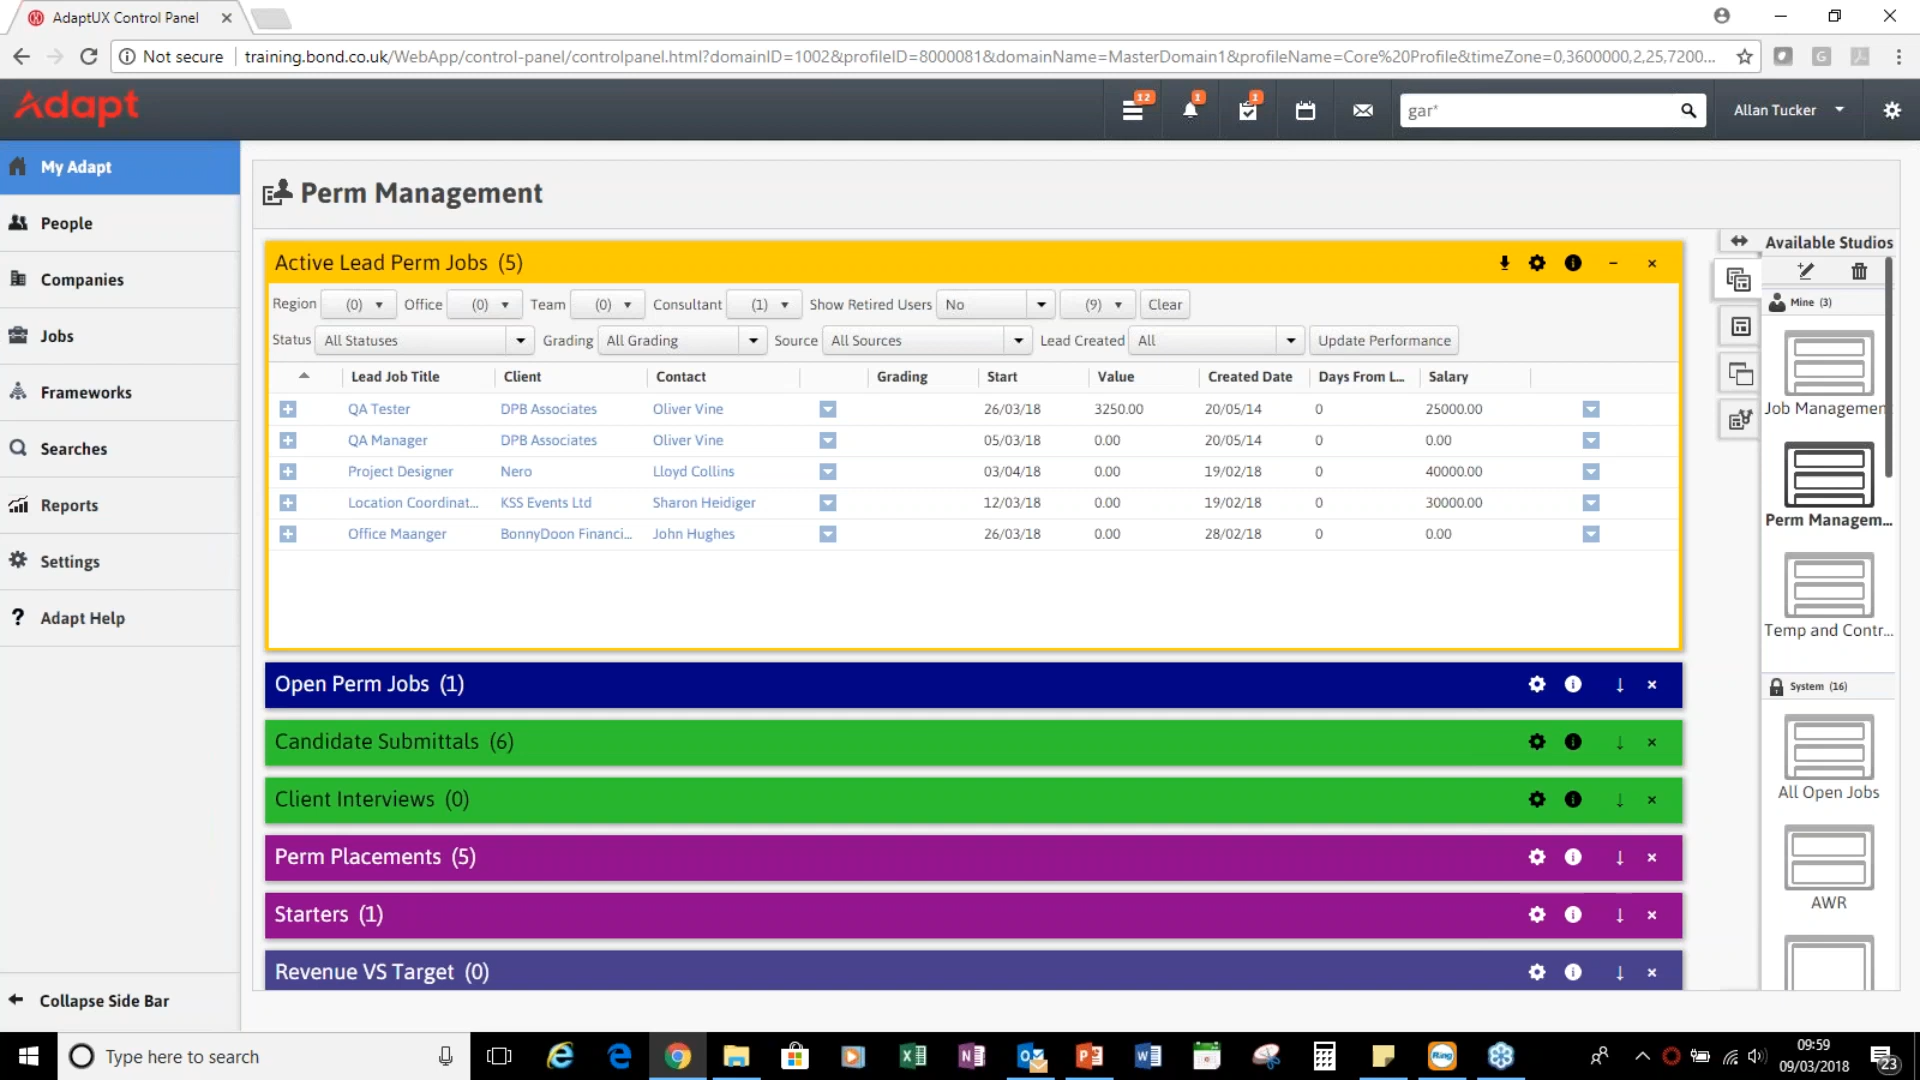 AdaptUX Control Panel
Not secure training.bond.co.uk/WebApp/control-panel/controlpanel.html?domainID=1002&profileID=8000081&domainName=MasterDomain1&profileName=Core%20Profile&timeZone=0,3600000,2,25,7200...
Adapt 12 1 1 gar* Allan Tucker
My Adapt
People
Companies
Jobs
Frameworks
Searches
Reports
Settings
? Adapt Help
Collapse Side Bar
Perm Management
Active Lead Perm Jobs (5)
Region (0) Office (0) Team (0) Consultant (1) Show Retired Users No (9) Clear
Status All Statuses Grading All Grading Source All Sources Lead Created All Update Performance
Lead Job Title Client Contact Grading Start Value Created Date Days From L... Salary
QA Tester DPB Associates Oliver Vine 26/03/18 3250.00 20/05/14 0 25000.00
QA Manager DPB Associates Oliver Vine 05/03/18 0.00 20/05/14 0 0.00
Project Designer Nero Lloyd Collins 03/04/18 0.00 19/02/18 0 40000.00
Location Coordinat... KSS Events Ltd Sharon Heidiger 12/03/18 0.00 19/02/18 0 30000.00
Office Maanger BonnyDoon Financi... John Hughes 26/03/18 0.00 28/02/18 0 0.00
Open Perm Jobs (1)
Candidate Submittals (6)
Client Interviews (0)
Perm Placements (5)
Starters (1)
Revenue VS Target (0)
Available Studios
Mine (3)
Job Managemen
Perm Managem...
Temp and Contr...
System (16)
All Open Jobs
AWR
Type here to search
Ring
09:59
09/03/2018
23